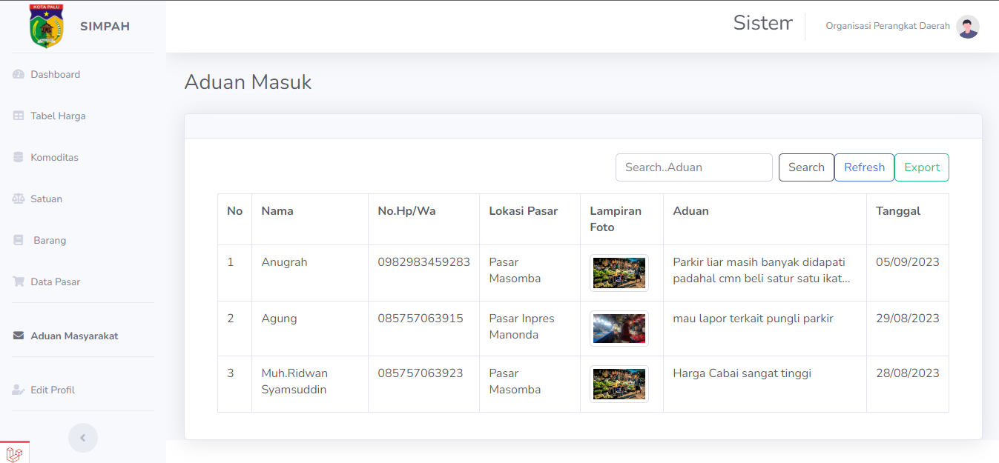 KOTA PALU
SIMPAH
Sistem
Organisasi Perangkat Daerah
Dashboard
Tabel Harga
Komoditas
Satuan
Barang
Data Pasar
Aduan Masyarakat
Edit Profil
Aduan Masuk
Search..Aduan
Search
Refresh
Export
No
Nama
No.Hp/Wa
Lokasi Pasar
Lampiran
Foto
Aduan
Tanggal
1
Anugrah
0982983459283
Pasar
Masomba
Parkir liar masih banyak didapati
padahal cmn beli satur satu ikat...
05/09/2023
2
Agung
085757063915
Pasar Inpres
Manonda
mau lapor terkait pungli parkir
29/08/2023
3
Muh.Ridwan
Syamsuddin
085757063923
Pasar
Masomba
Harga Cabai sangat tinggi
28/08/2023